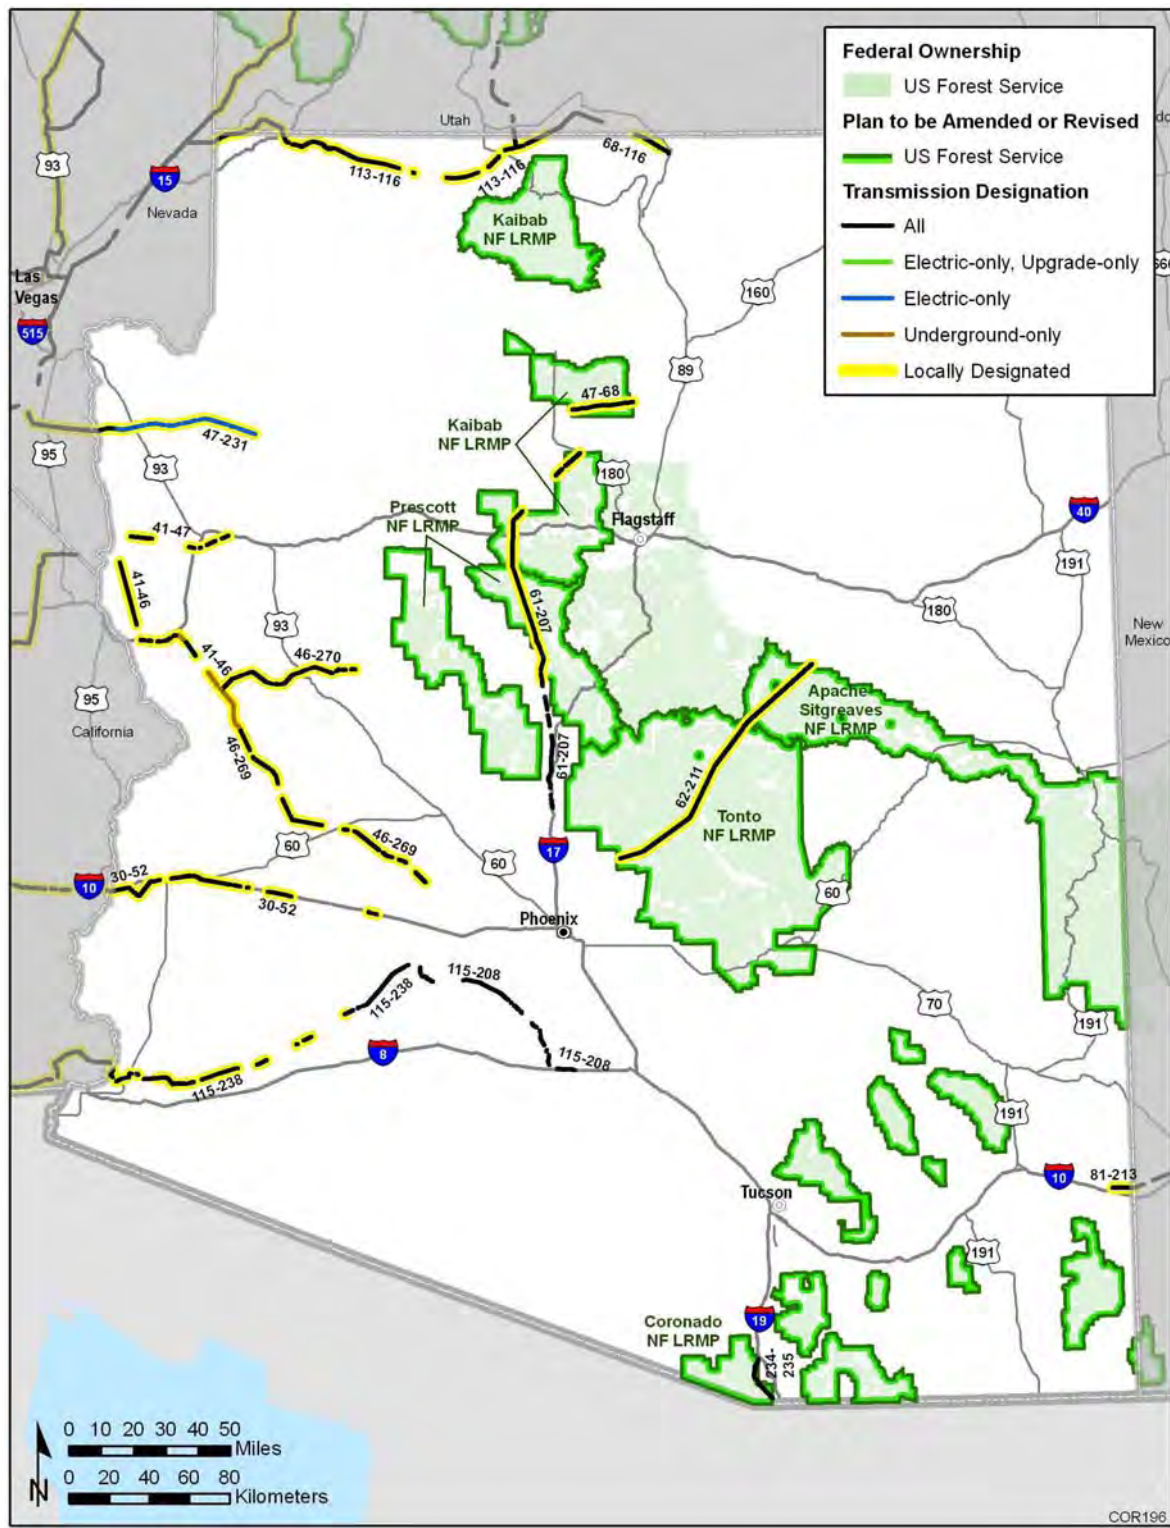 Federal Ownership
US Forest Service
Plan to be Amended or Revised
US Forest Service
Transmission Designation
All
Electric-only, Upgrade-only
Electric-only
Underground-only
Locally Designated
Utah
93
15
Nevada
Las
Vegas
515
113-116
113-116
68-116
Kaibab
NF LRMP
160
89
47-68
Kaibab
NF LRMP
47-231
95
93
180
Prescott
NF LRMP
Flagstaff
40
41-47
191
41-46
180
61-207
93
New
Mexico
41-46
46-270
95
California
Apache
Sitgreaves
NF LRMP
46-269
61-207
62-211
Tonto
NF LRMP
60
46-269
17
60
60
10
30-52
30-52
Phoenix
115-238
115-208
70
191
8
115-208
115-238
191
81-213
10
Tucson
191
Coronado
NF LRMP
19
234-
235
0 10 20 30 40 50
Miles
0 20 40 60 80
Kilometers
N
COR196